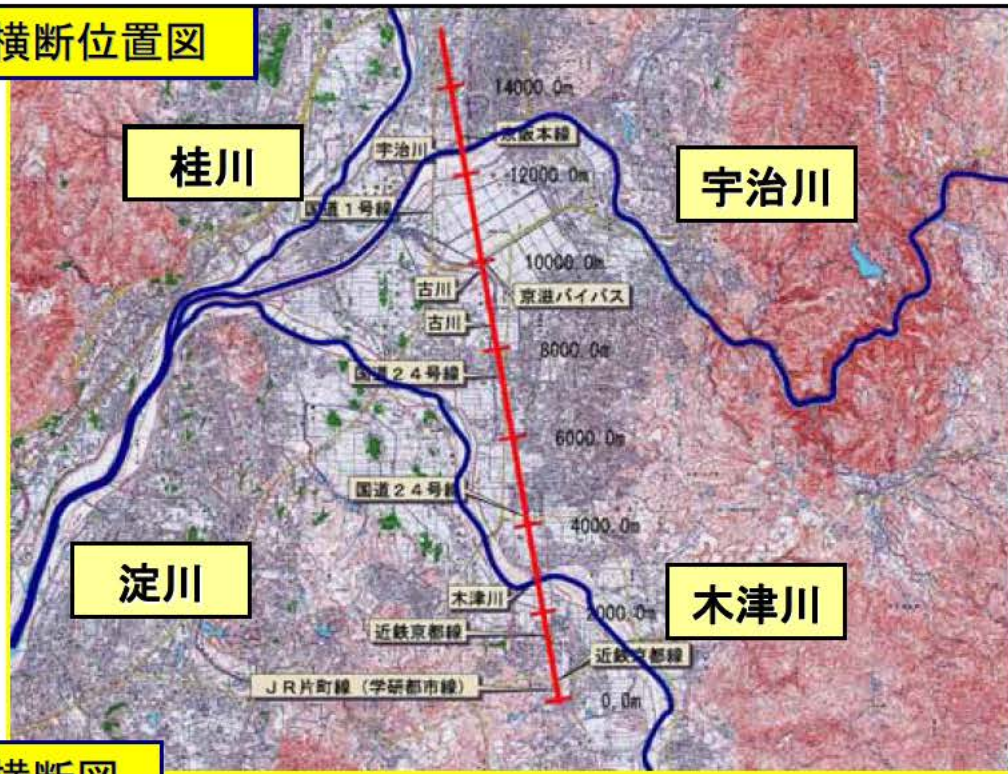 横断位置図
14000.0m
桂川
宇治川
京阪本線
宇治川
12000.0m
国道1号線
10000.0m
古川
京滋バイパス
古川
8000.0m
国道24号線
6000.0m
国道24号線
4000.0m
淀川
木津川
木津川
2000.0m
近鉄京都線
近鉄京都線
JR片町線(学研都市線)
0.0m
横断図